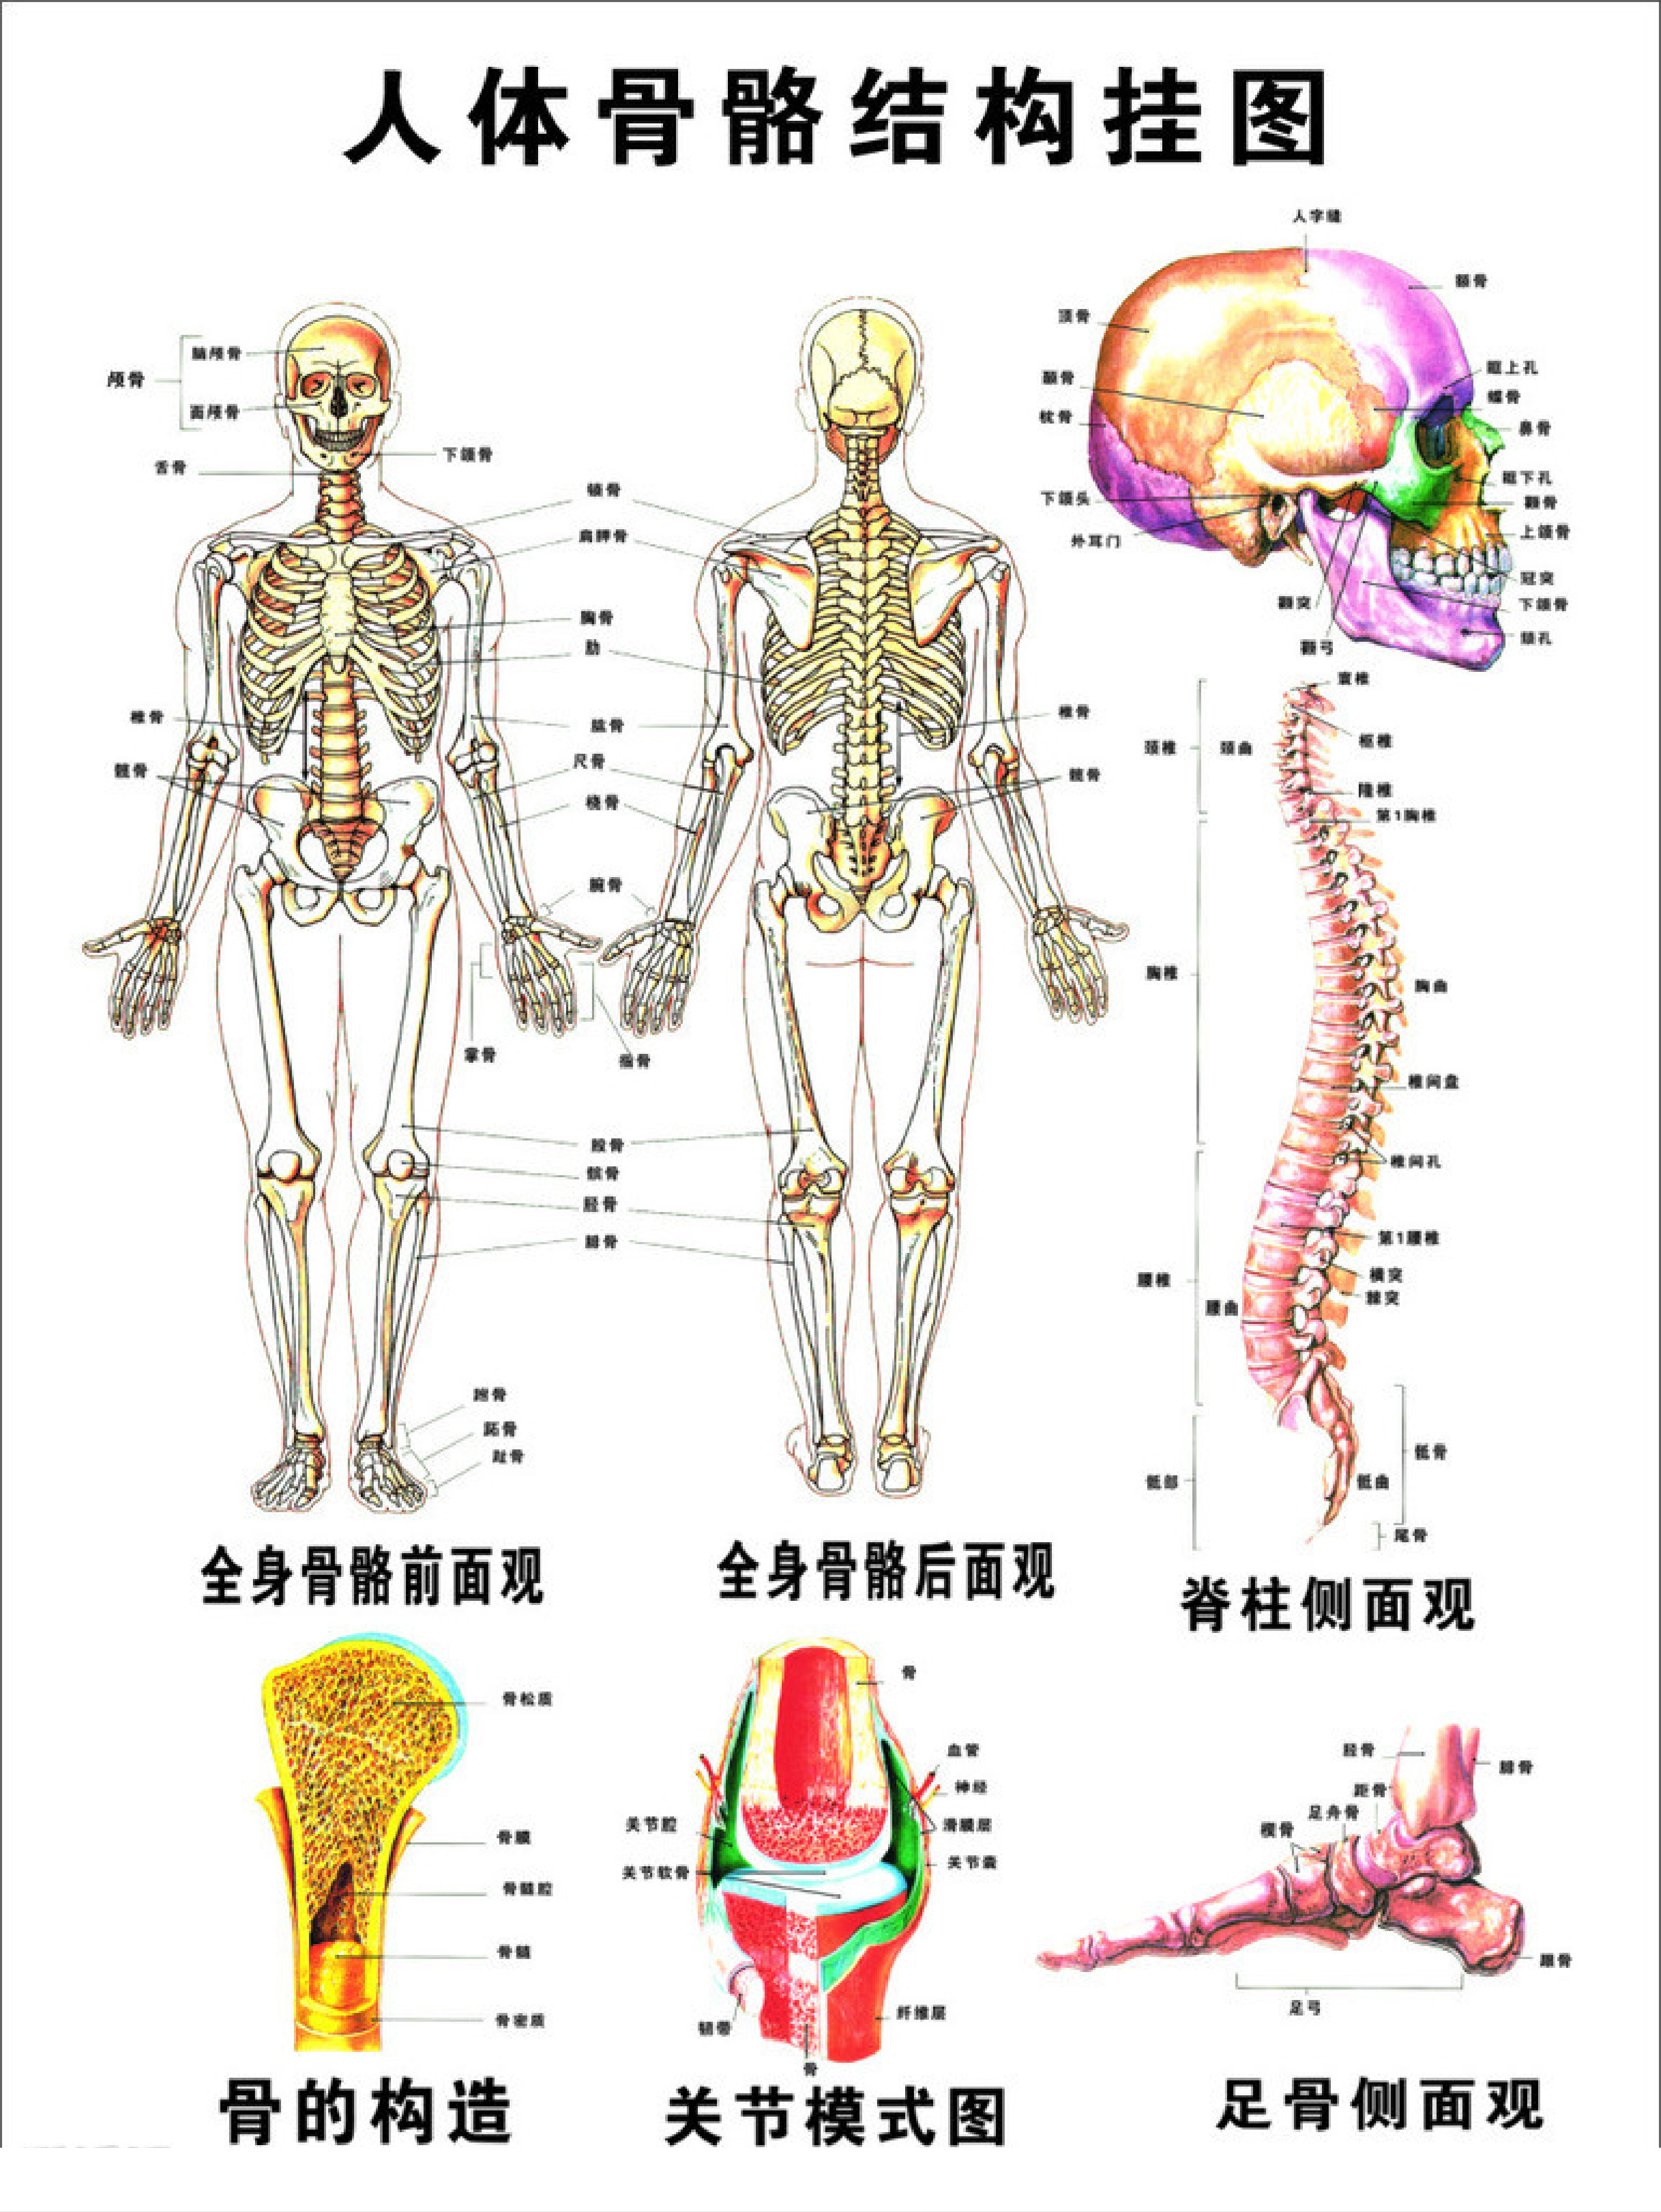 人体骨骼结构挂图
颅骨
脑颅骨
面颅骨
舌骨
下颌骨
锁骨
肩胛骨
胸骨
肋
椎骨
髋骨
肱骨
尺骨
桡骨
腕骨
掌骨
指骨
股骨
髌骨
胫骨
腓骨
跗骨
跖骨
趾骨
全身骨骼前面观
椎骨
髋骨
全身骨骼后面观
人字缝
额骨
顶骨
颞骨
枕骨
下颌头
外耳门
眶上孔
蝶骨
鼻骨
眶下孔
颧骨
上颌骨
冠突
下颌骨
颏孔
颧突
颧弓
寰椎
枢椎
隆椎
第1胸椎
颈椎
颈曲
胸椎
胸曲
椎间盘
椎间孔
第1腰椎
横突
棘突
腰椎
腰曲
骶部
骶曲
骶骨
尾骨
脊柱侧面观
骨松质
骨膜
骨髓腔
骨髓
骨密质
骨的构造
骨
血管
神经
滑膜层
关节囊
关节腔
关节软骨
韧带
纤维层
骨
关节模式图
胫骨
腓骨
距骨
足舟骨
楔骨
跟骨
足弓
足骨侧面观